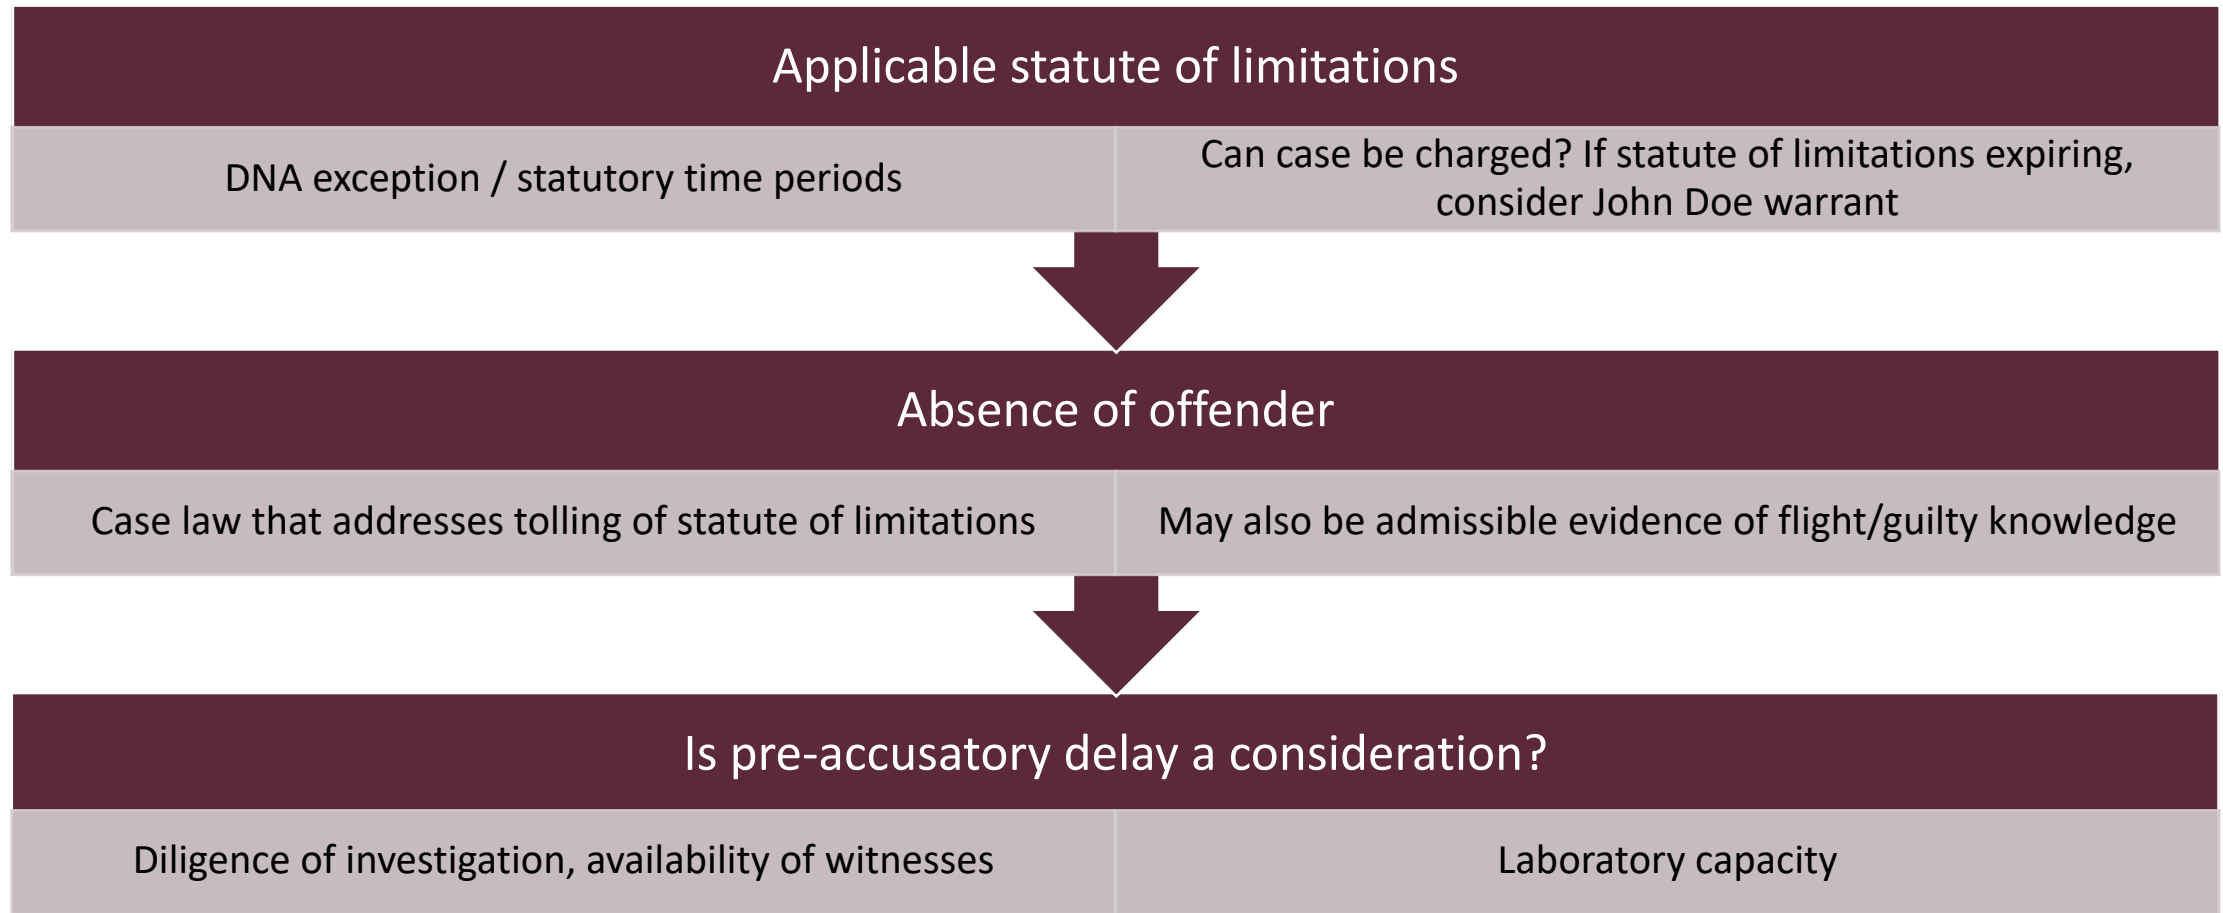 Applicable statute of limitations
DNA exception / statutory time periods
Can case be charged? If statute of limitations expiring,
consider John Doe warrant
Absence of offender
Case law that addresses tolling of statute of limitations
May also be admissible evidence of flight/guilty knowledge
Is pre-accusatory delay a consideration?
Diligence of investigation, availability of witnesses
Laboratory capacity